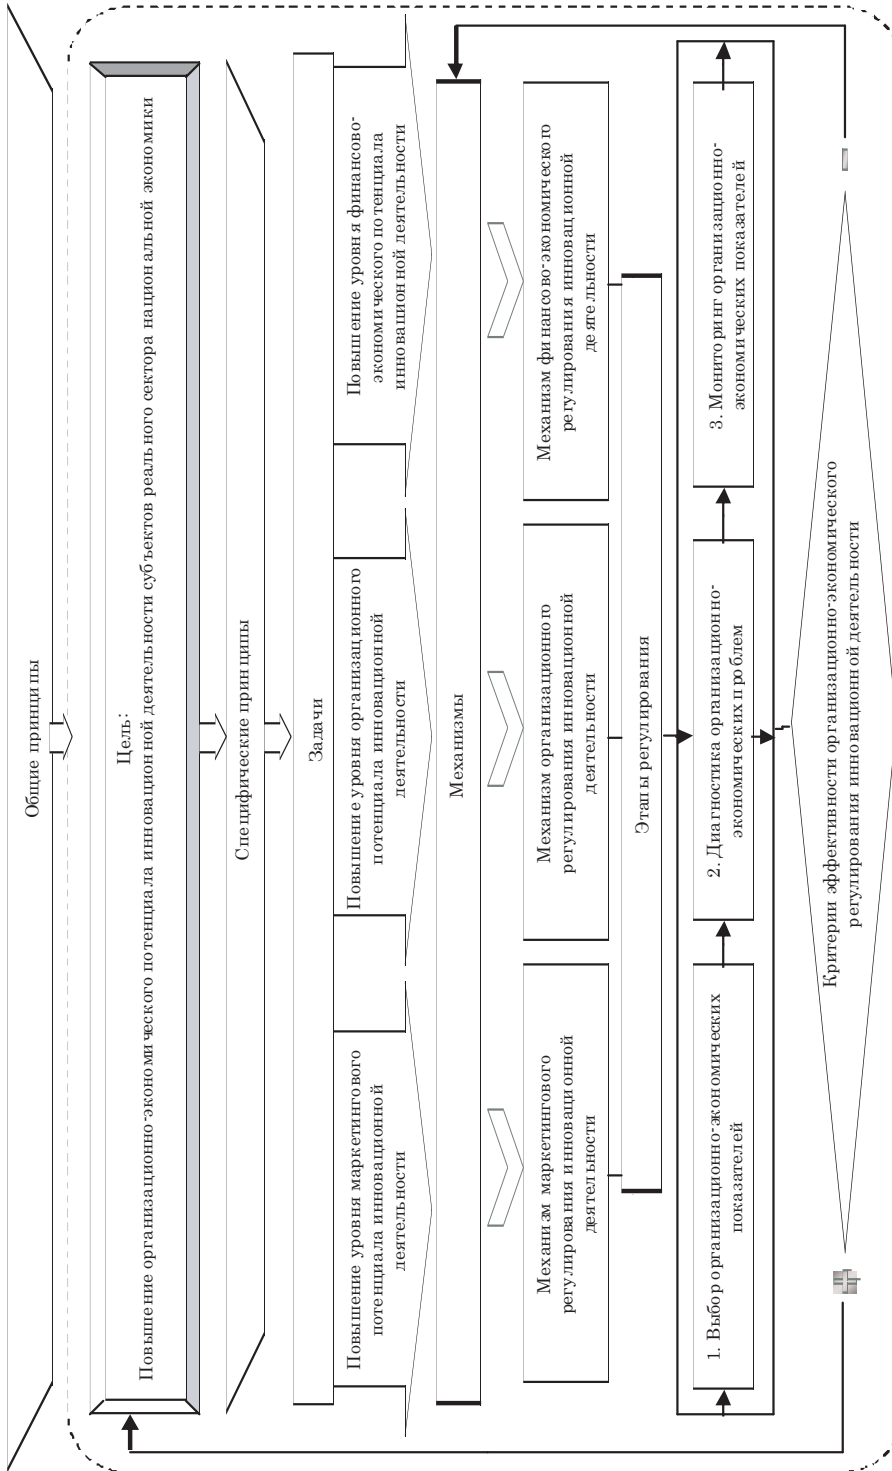 Общие принципы
Цель:
Повышение организационно-экономического потенциала инновационной деятельности субъектов реального сектора национальной экономики
Специфические принципы
Задачи
Повышение уровня маркетингового
потенциала инновационной
деятельности
Повышение уровня организационного
потенциала инновационной
деятельности
Повышение уровня финансово-
экономического потенциала
инновационной деятельности
Механизмы
Механизм маркетингового
регулирования инновационной
деятельности
Механизм организационного
регулирования инновационной
деятельности
Механизм финансово-экономического
регулирования инновационной
деятельности
Этапы регулирования
1. Выбор организационно-экономических
показателей
2. Диагностика организационно-
экономических проблем
3. Мониторинг организационно-
экономических показателей
Критерии эффективности организационно-экономического
регулирования инновационной деятельности